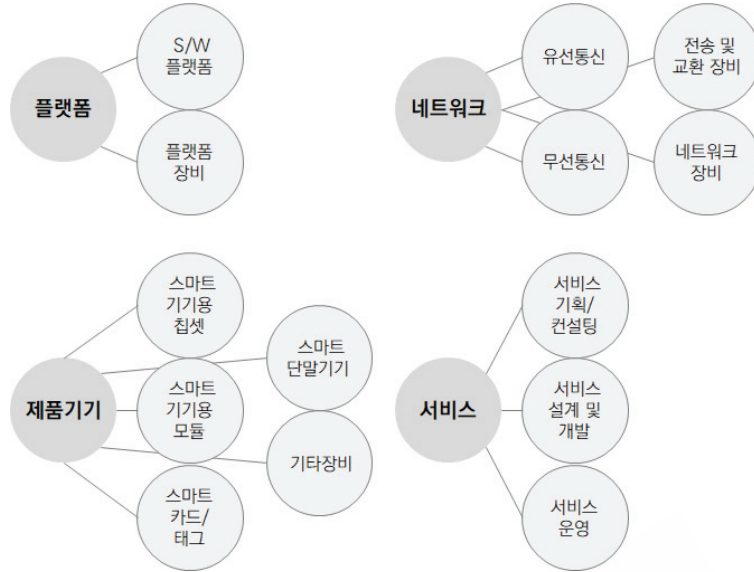 플랫폼
S/W
플랫폼
플랫폼
장비
네트워크
유선통신
전송 및
교환 장비
무선통신
네트워크
장비
제품기기
스마트
기기용
칩셋
스마트
단말기기
스마트
기기용
모듈
기타장비
스마트
카드/
태그
서비스
서비스
기획/
컨설팅
서비스
설계 및
개발
서비스
운영